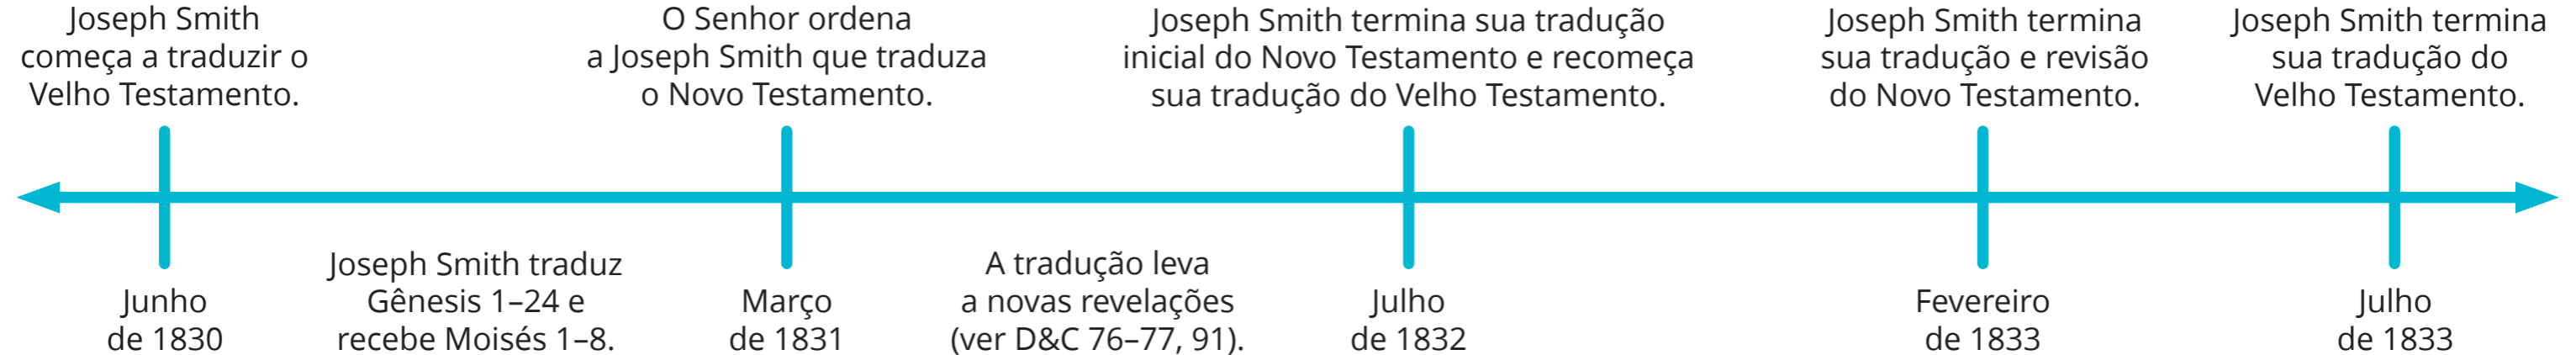 Joseph Smith
começa a traduzir o
Velho Testamento.
O Senhor ordena
a Joseph Smith que traduza
o Novo Testamento.
Joseph Smith termina sua tradução
inicial do Novo Testamento e recomeça
sua tradução do Velho Testamento.
Joseph Smith termina
sua tradução e revisão
do Novo Testamento.
Joseph Smith termina
sua tradução do
Velho Testamento.
Junho
de 1830
Joseph Smith traduz
Gênesis 1–24 e
recebe Moisés 1–8.
Março
de 1831
A tradução leva
a novas revelações
(ver D&C 76–77, 91).
Julho
de 1832
Fevereiro
de 1833
Julho
de 1833